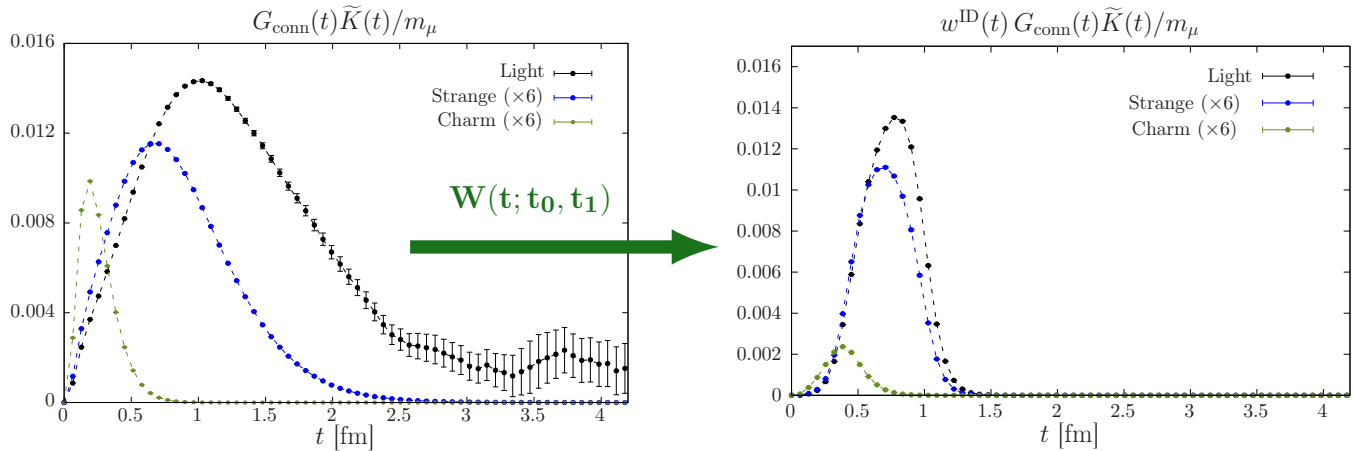 G_conn(t)K̃(t)/m_μ
0.016
0.012
0.008
0.004
0
0 0.5 1 1.5 2 2.5 3 3.5 4
t [fm]
Light
Strange (×6)
Charm (×6)
W(t; t₀, t₁)
w^ID(t) G_conn(t)K̃(t)/m_μ
0.016
0.014
0.012
0.01
0.008
0.006
0.004
0.002
0
0 0.5 1 1.5 2 2.5 3 3.5 4
t [fm]
Light
Strange (×6)
Charm (×6)